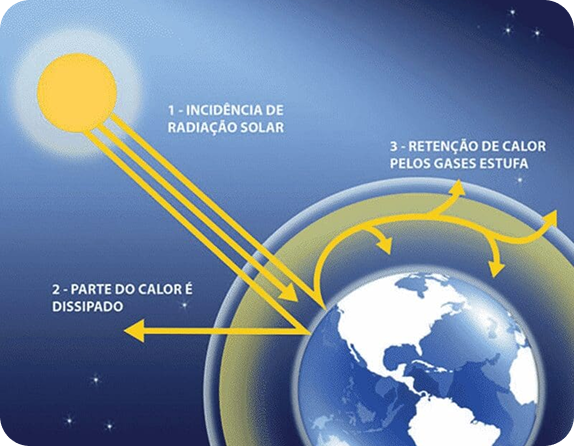 1 - INCIDÊNCIA DE
RADIAÇÃO SOLAR
3 - RETENÇÃO DE CALOR
PELOS GASES ESTUFA
2 - PARTE DO CALOR É
DISSIPADO